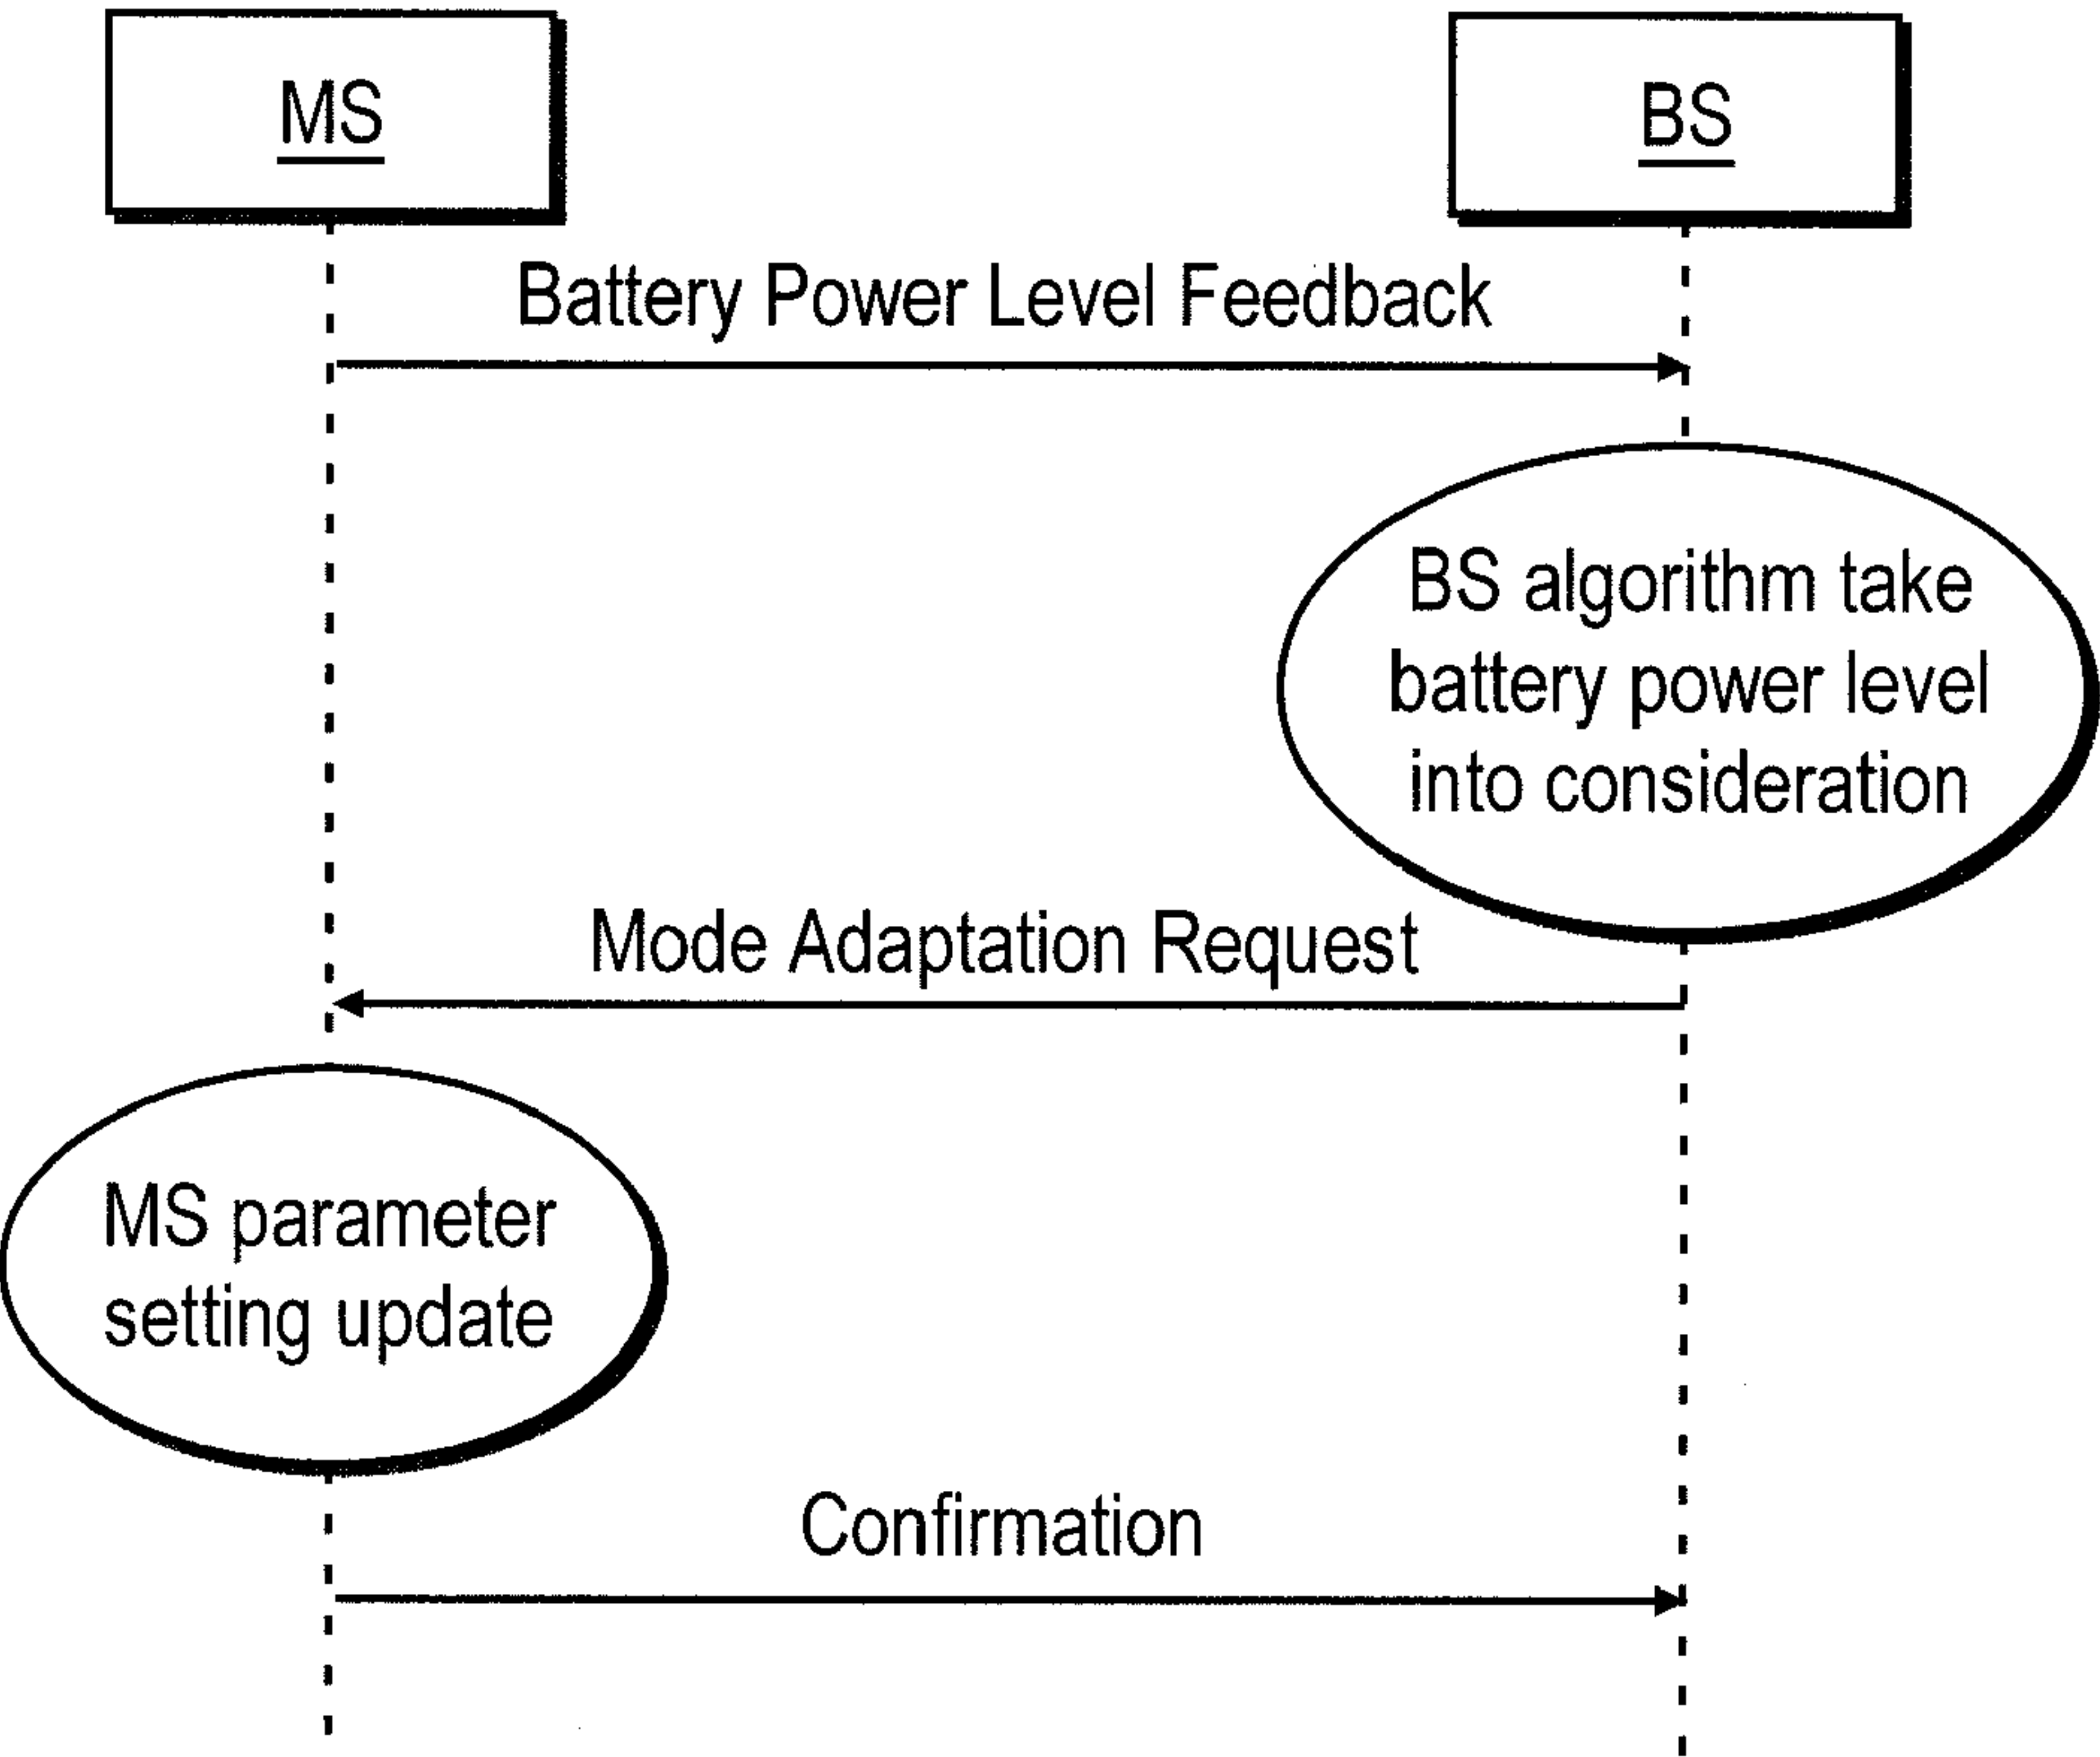 MS
BS
Battery Power Level Feedback
BS algorithm take
battery power level
into consideration
Mode Adaptation Request
MS parameter
setting update
Confirmation